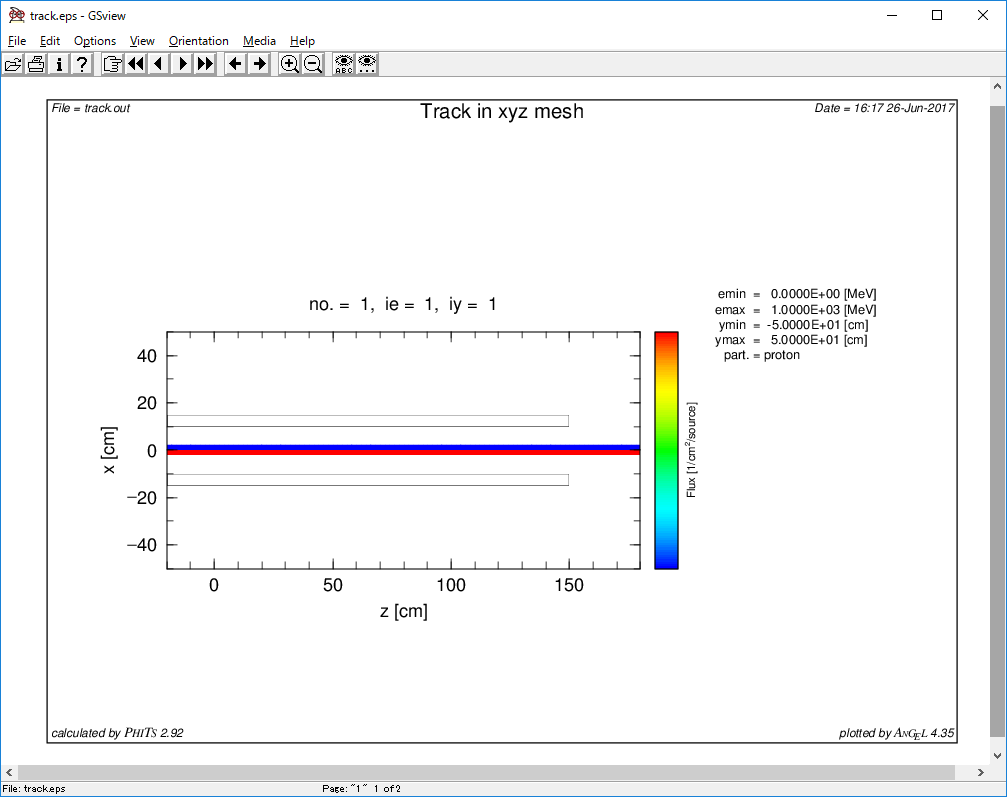 track.eps - GSview
File Edit Options View Orientation Media Help
i ?
ABC
File = track.out
Track in xyz mesh
Date = 16:17 26-Jun-2017
no. = 1, ie = 1, iy = 1
emin = 0.0000E+00 [MeV]
emax = 1.0000E+03 [MeV]
ymin = -5.0000E+01 [cm]
ymax = 5.0000E+01 [cm]
part. = proton
40
20
0
−20
−40
x [cm]
0 50 100 150
z [cm]
Flux [1/cm²/source]
calculated by PHITS 2.92
plotted by ANGEL 4.35
File: track.eps
Page: "1" 1 of 2